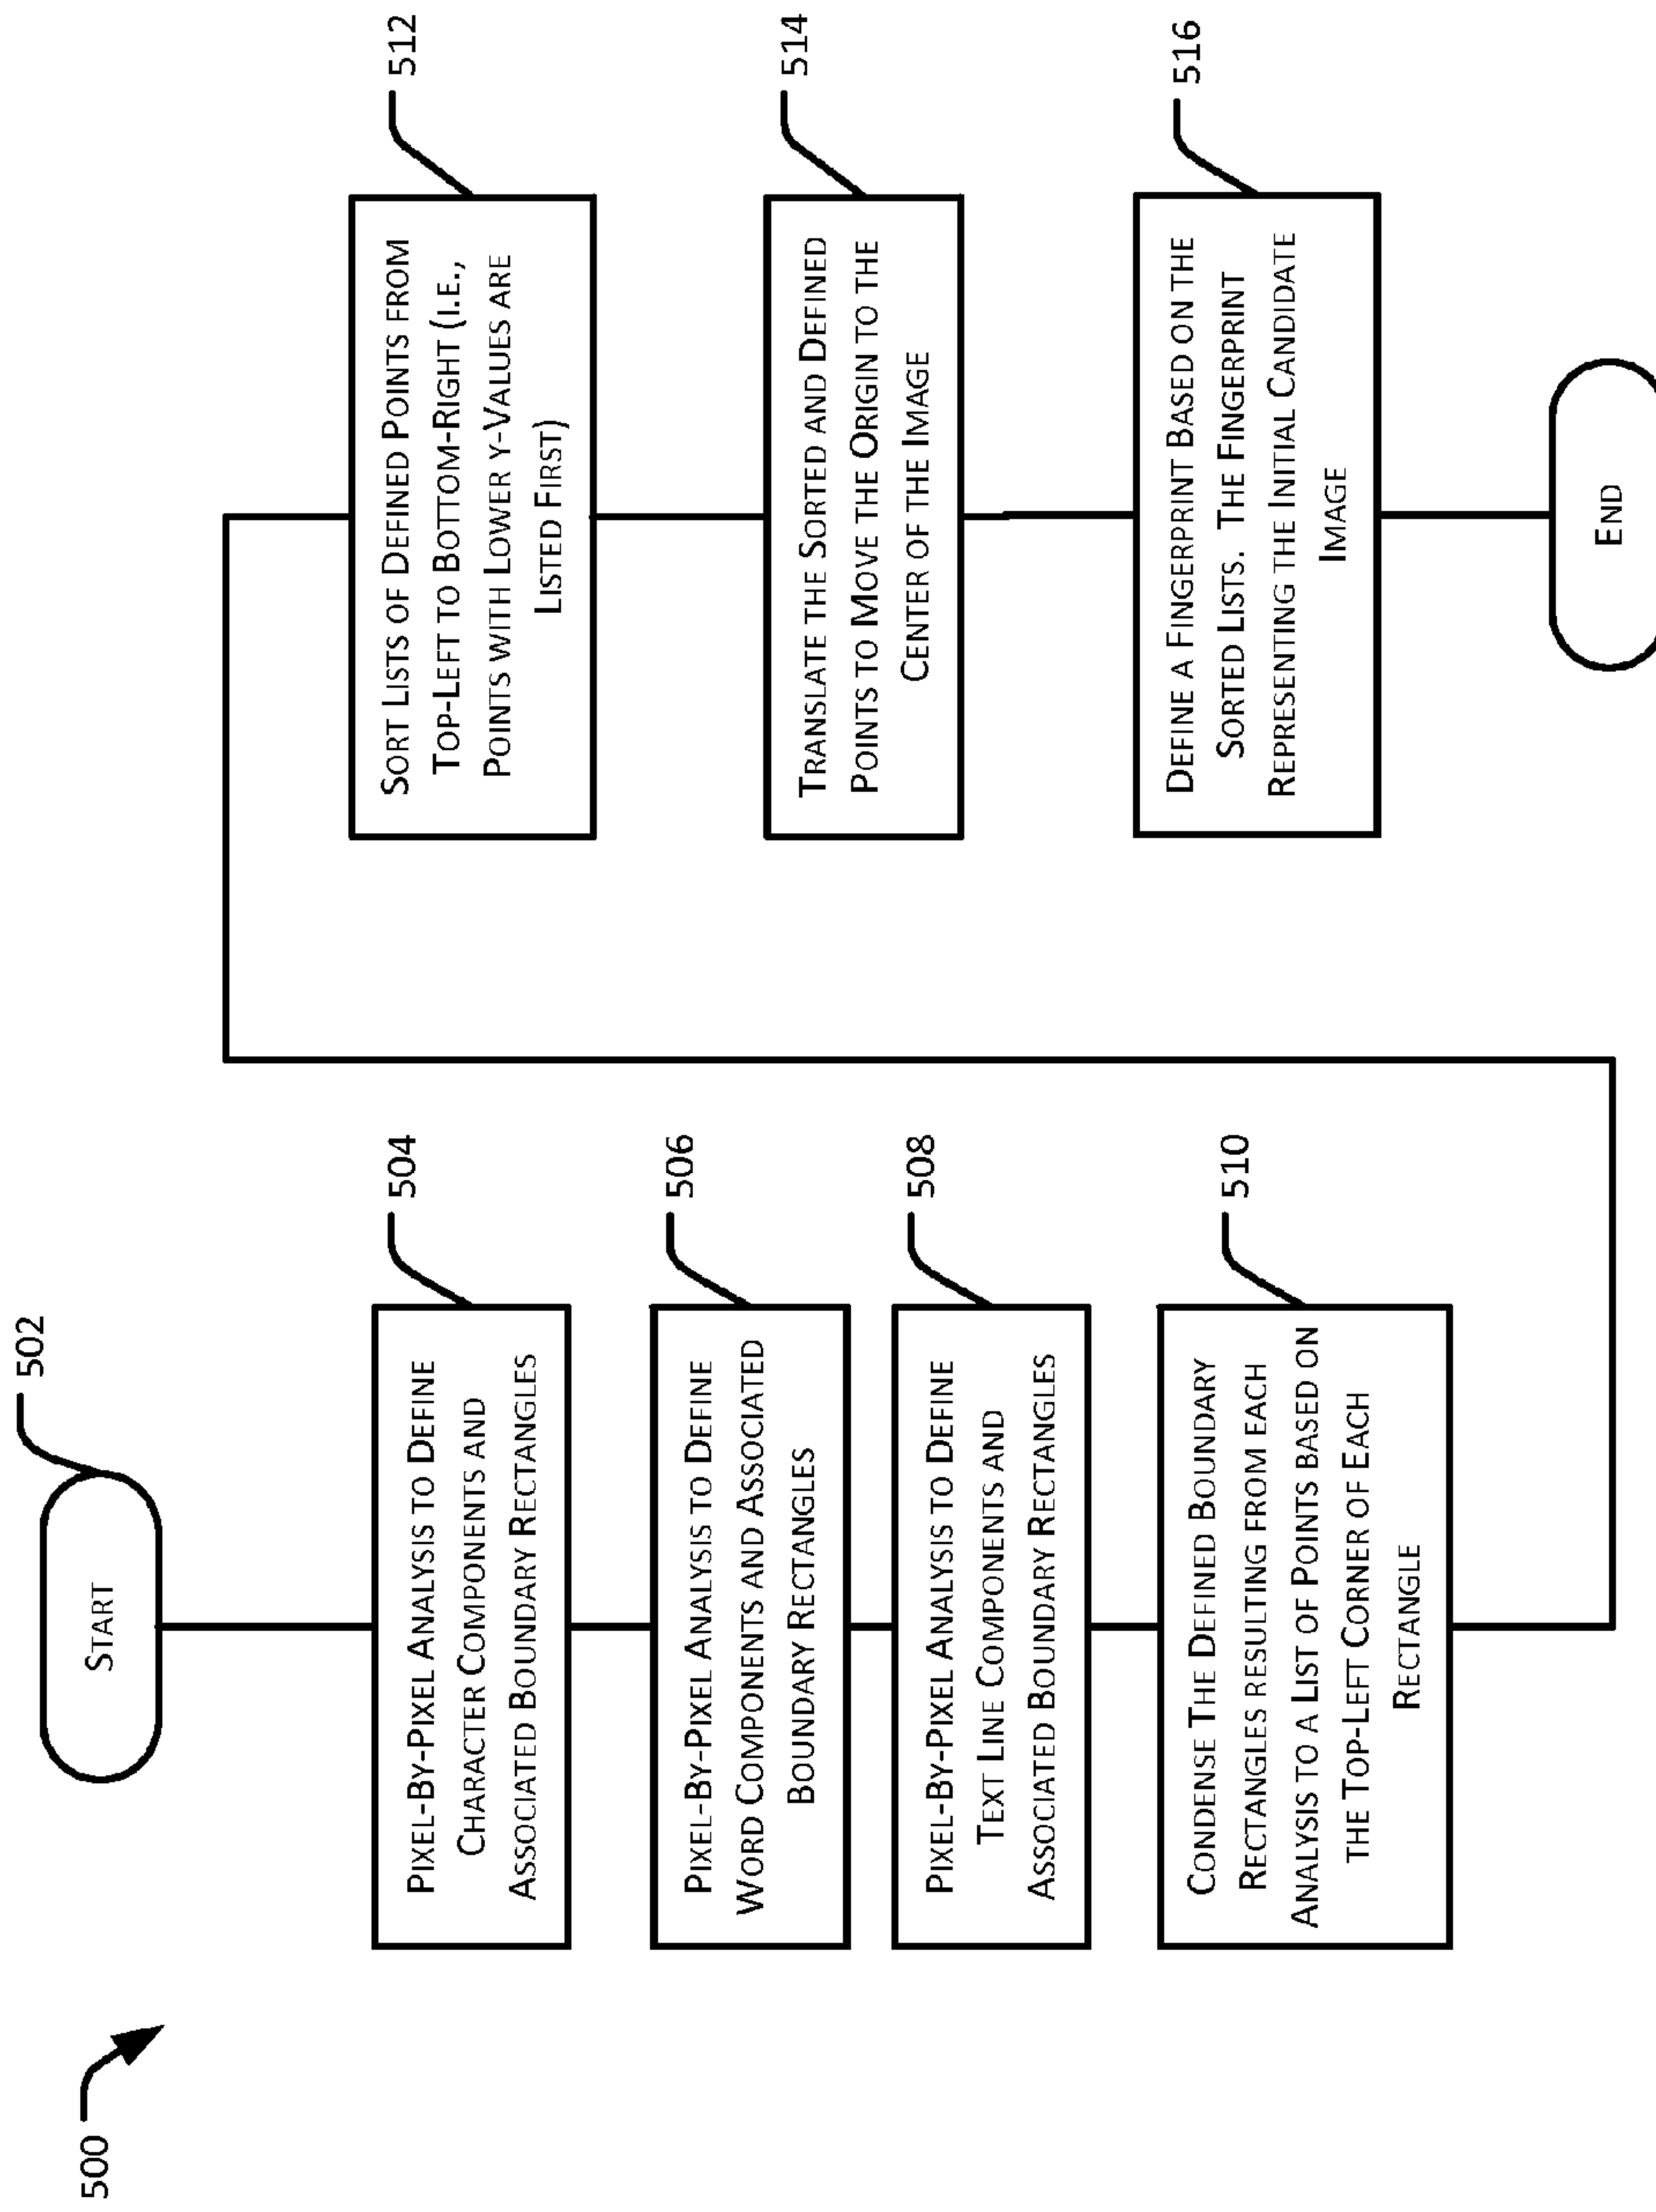 500
502
START
504
PIXEL-BY-PIXEL ANALYSIS TO DEFINE
CHARACTER COMPONENTS AND
ASSOCIATED BOUNDARY RECTANGLES
506
PIXEL-BY-PIXEL ANALYSIS TO DEFINE
WORD COMPONENTS AND ASSOCIATED
BOUNDARY RECTANGLES
508
PIXEL-BY-PIXEL ANALYSIS TO DEFINE
TEXT LINE COMPONENTS AND
ASSOCIATED BOUNDARY RECTANGLES
510
CONDENSE THE DEFINED BOUNDARY
RECTANGLES RESULTING FROM EACH
ANALYSIS TO A LIST OF POINTS BASED ON
THE TOP-LEFT CORNER OF EACH
RECTANGLE
512
SORT LISTS OF DEFINED POINTS FROM
TOP-LEFT TO BOTTOM-RIGHT (I.E.,
POINTS WITH LOWER Y-VALUES ARE
LISTED FIRST)
514
TRANSLATE THE SORTED AND DEFINED
POINTS TO MOVE THE ORIGIN TO THE
CENTER OF THE IMAGE
516
DEFINE A FINGERPRINT BASED ON THE
SORTED LISTS. THE FINGERPRINT
REPRESENTING THE INITIAL CANDIDATE
IMAGE
END